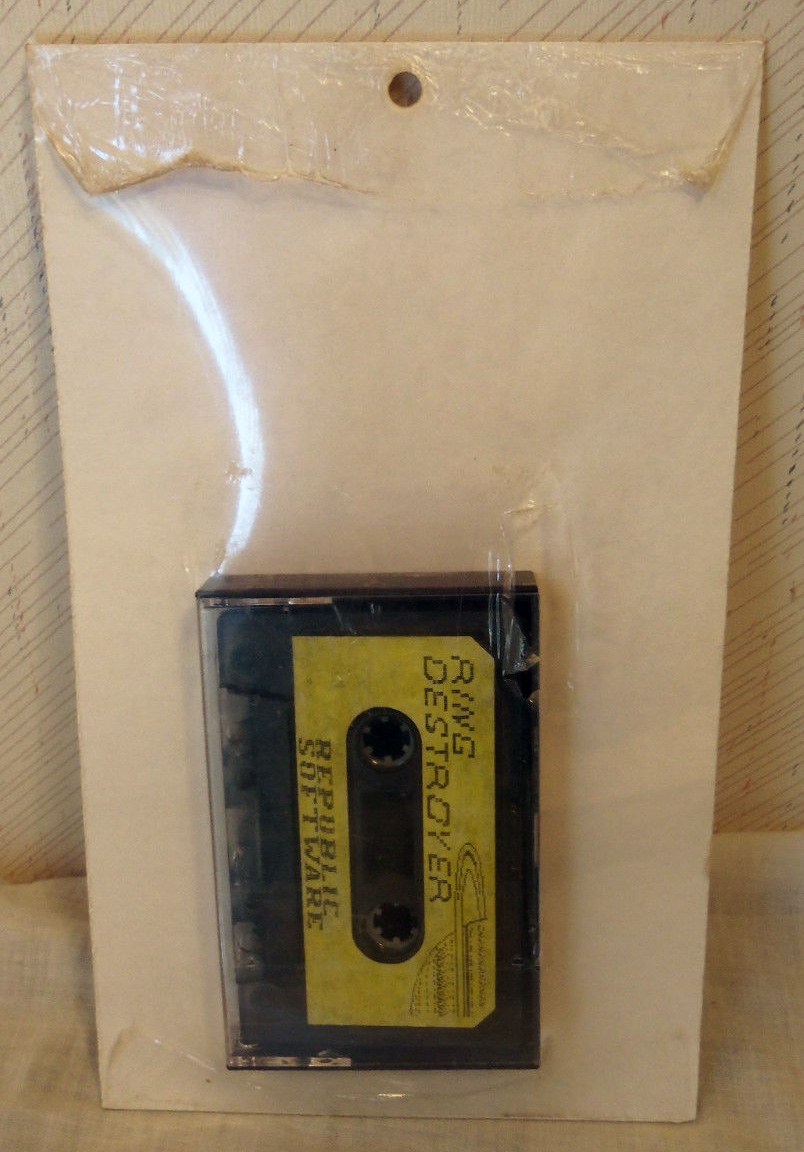 RING
DESTROYER
REPUBLIC
SOFTWARE